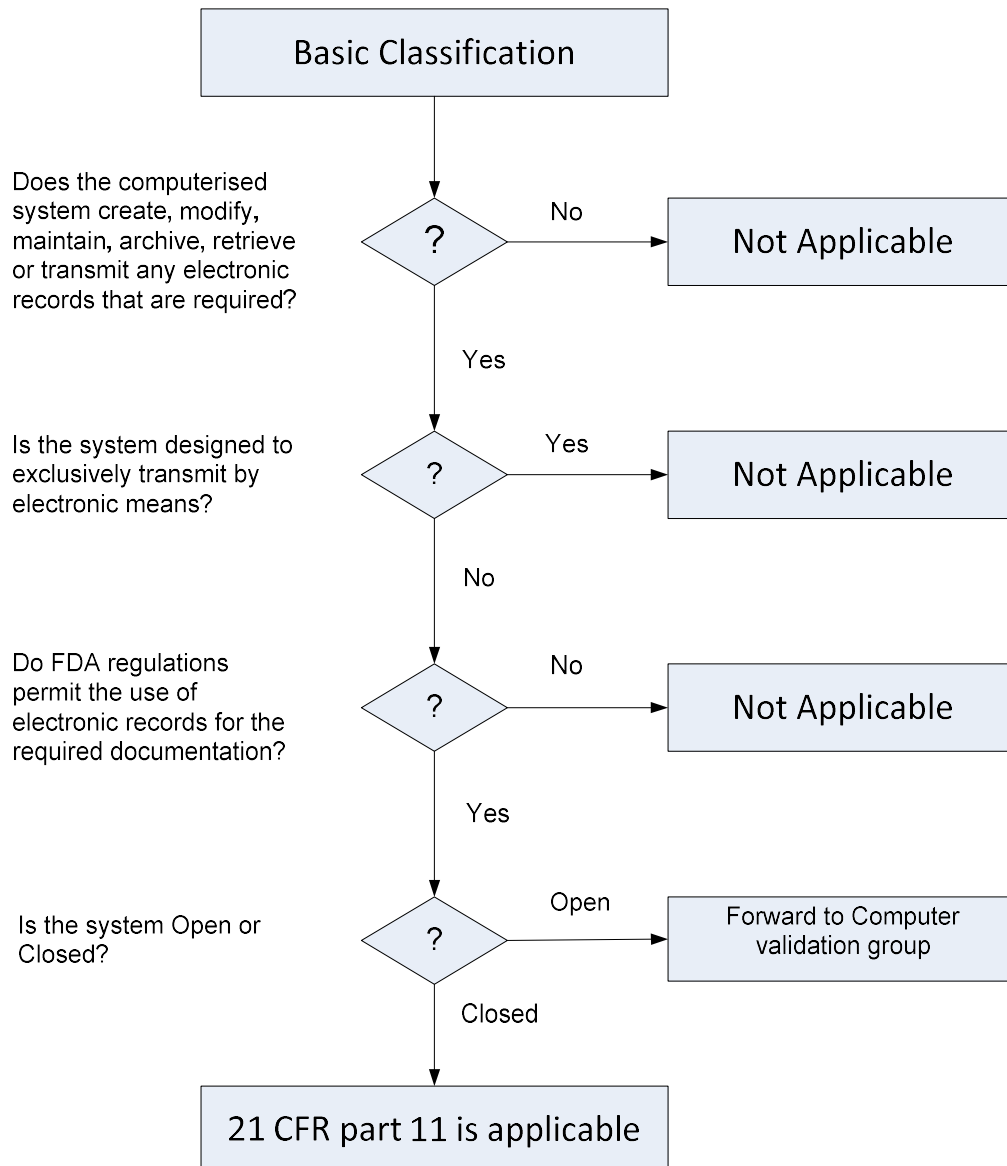 Basic Classification
Does the computerised
system create, modify,
maintain, archive, retrieve
or transmit any electronic
records that are required?
?
No
Not Applicable
Yes
Is the system designed to
exclusively transmit by
electronic means?
?
Yes
Not Applicable
No
Do FDA regulations
permit the use of
electronic records for the
required documentation?
?
No
Not Applicable
Yes
Is the system Open or
Closed?
?
Open
Forward to Computer
validation group
Closed
21 CFR part 11 is applicable